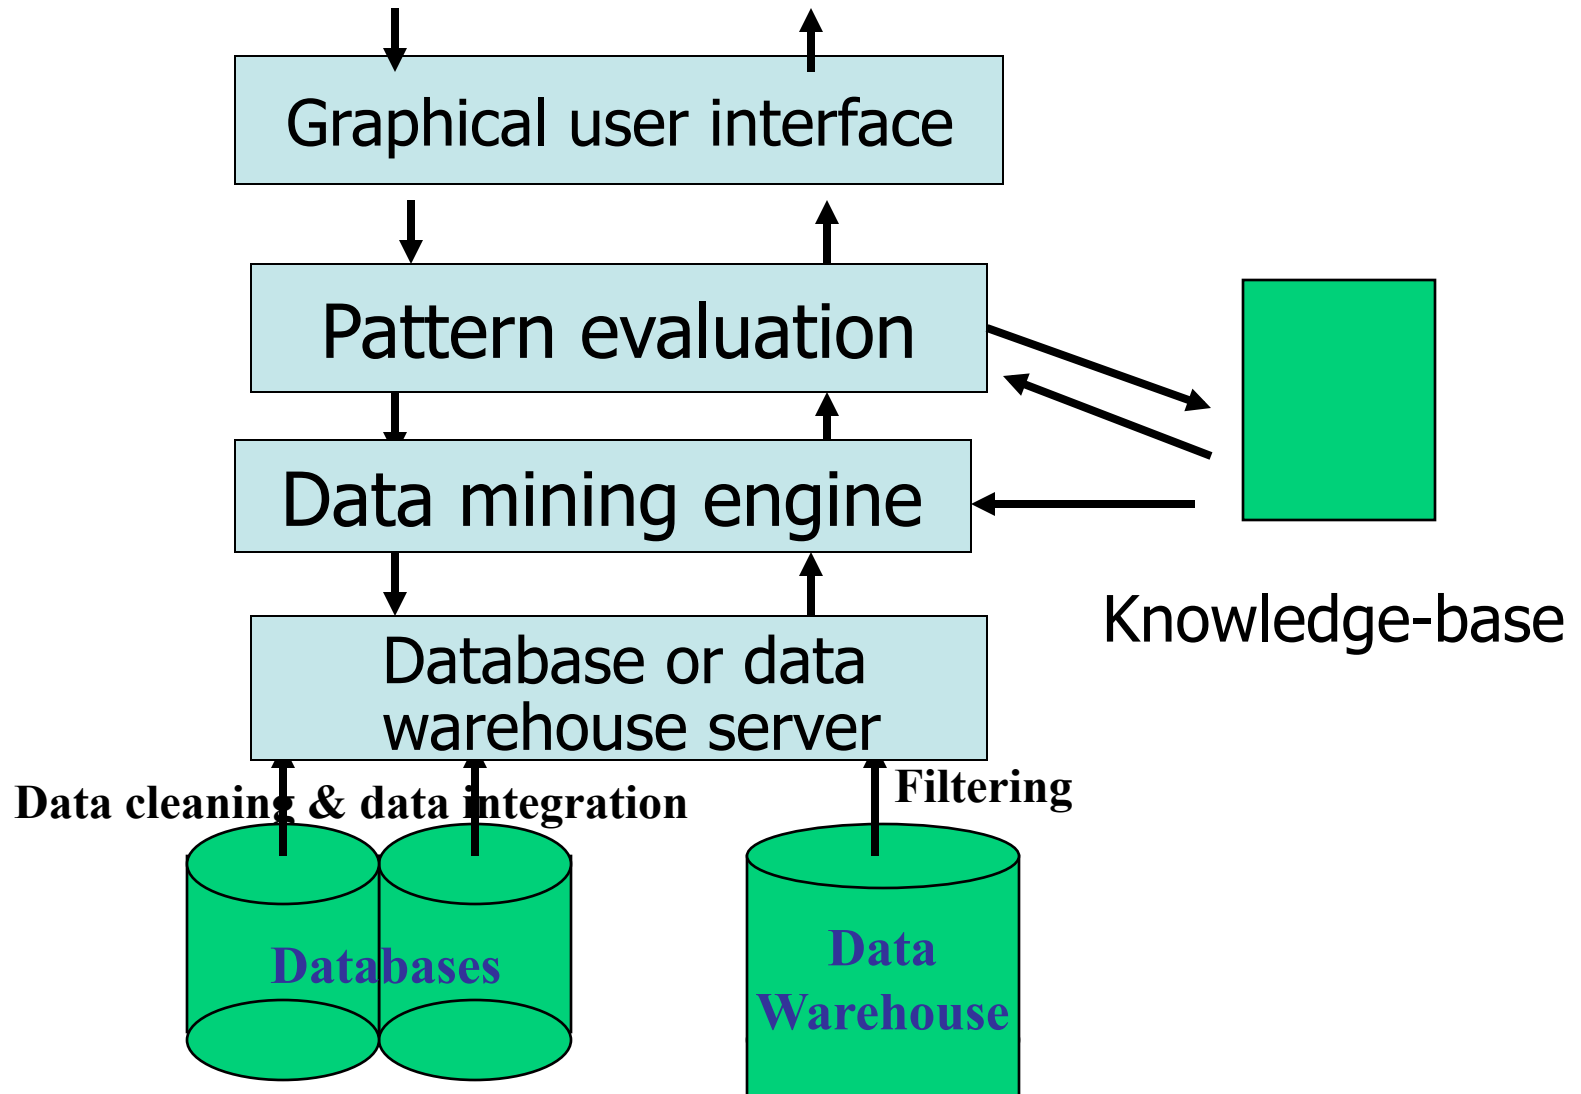 Graphical user interface
Pattern evaluation
Data mining engine
Knowledge-base
Database or data
warehouse server
Data cleaning & data integration
Filtering
Databases
Data
Warehouse